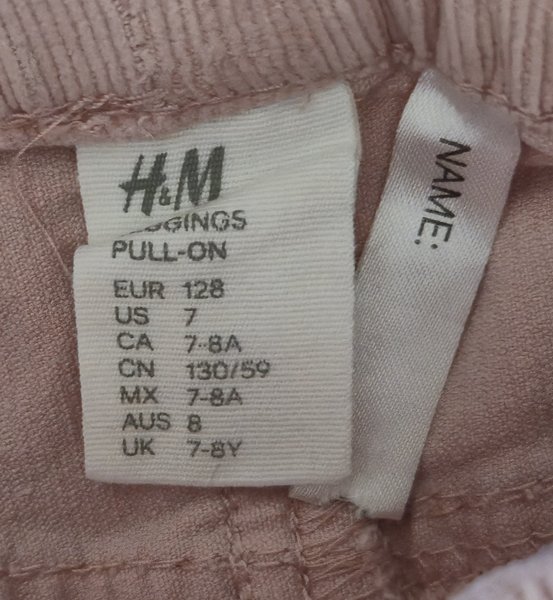 H&M
GGINGS
PULL-ON
EUR 128
US 7
CA 7-8A
CN 130/59
MX 7-8A
AUS 8
UK 7-8Y
NAME: